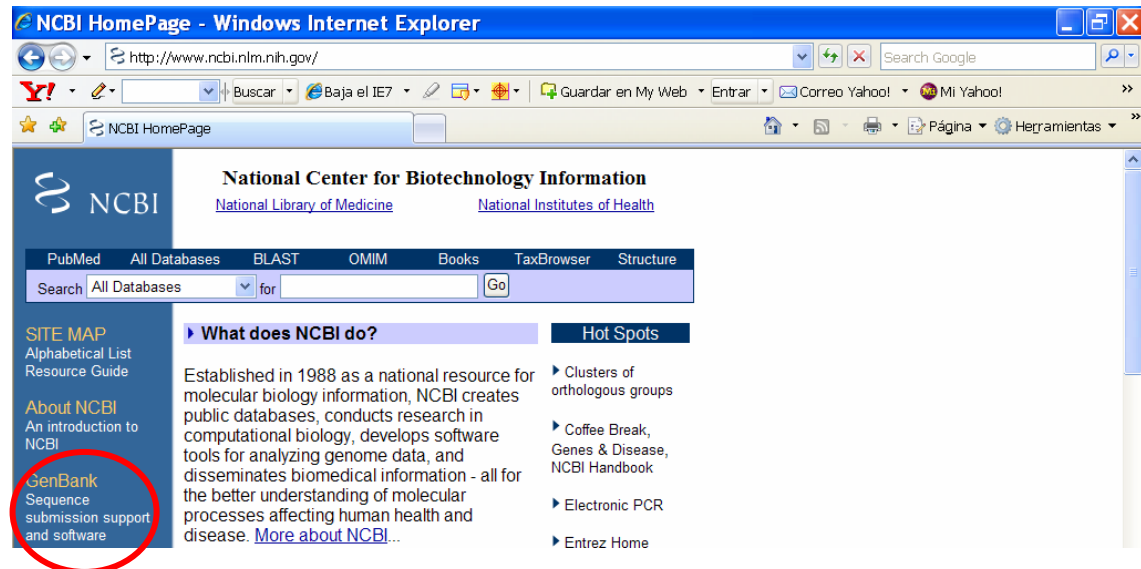 NCBI HomePage - Windows Internet Explorer
http://www.ncbi.nlm.nih.gov/
Search Google
Y! Buscar Baja el IE7 Guardar en My Web Entrar Correo Yahoo! Mi Yahoo! »
NCBI HomePage Página Herramientas »
NCBI
National Center for Biotechnology Information
National Library of Medicine National Institutes of Health
PubMed All Databases BLAST OMIM Books TaxBrowser Structure
Search All Databases for Go
SITE MAP
Alphabetical List
Resource Guide
About NCBI
An introduction to
NCBI
GenBank
Sequence
submission support
and software
What does NCBI do?
Established in 1988 as a national resource for
molecular biology information, NCBI creates
public databases, conducts research in
computational biology, develops software
tools for analyzing genome data, and
disseminates biomedical information - all for
the better understanding of molecular
processes affecting human health and
disease. More about NCBI...
Hot Spots
Clusters of
orthologous groups
Coffee Break,
Genes & Disease,
NCBI Handbook
Electronic PCR
Entrez Home